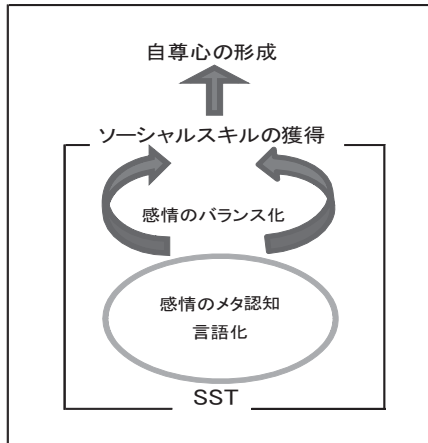 自尊心の形成
ソーシャルスキルの獲得
感情のバランス化
感情のメタ認知
言語化
SST